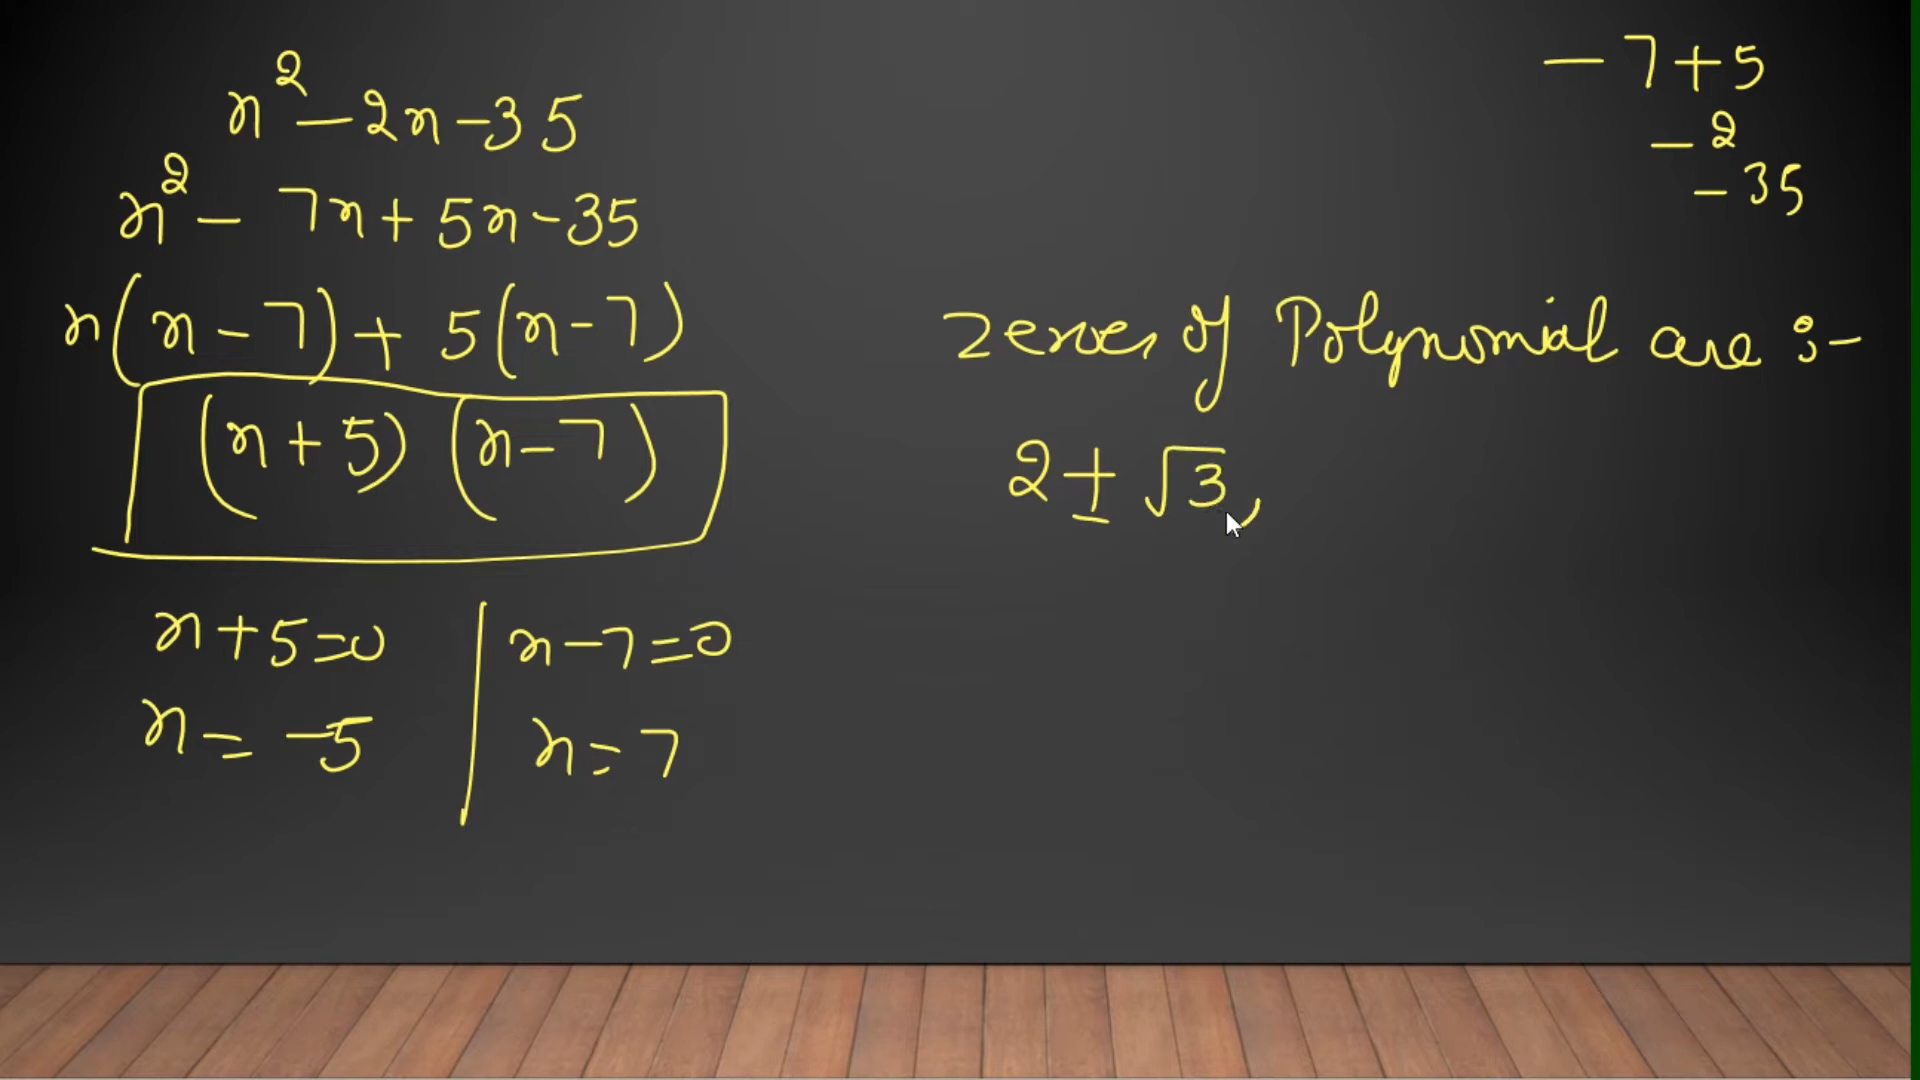 x² - 2x - 35
x² - 7x + 5x - 35
x(x - 7) + 5(x - 7)
(x + 5) (x - 7)
x + 5 = 0
x - 7 = 0
x = -5
x = 7
- 7 + 5
- 2
- 35
Zeroes of Polynomial are :-
2 ± √3,